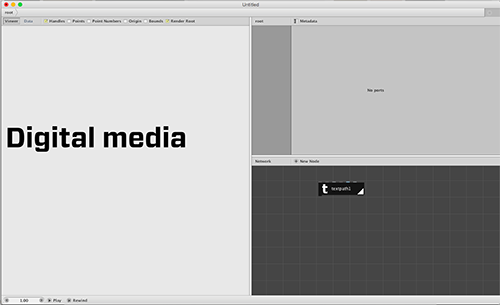 Untitled
root
Viewer Data Handles Points Point Numbers Origin Bounds Render Root
root Metadata
No ports
Digital media
Network New Node
t textpath1
1.00 Play Rewind